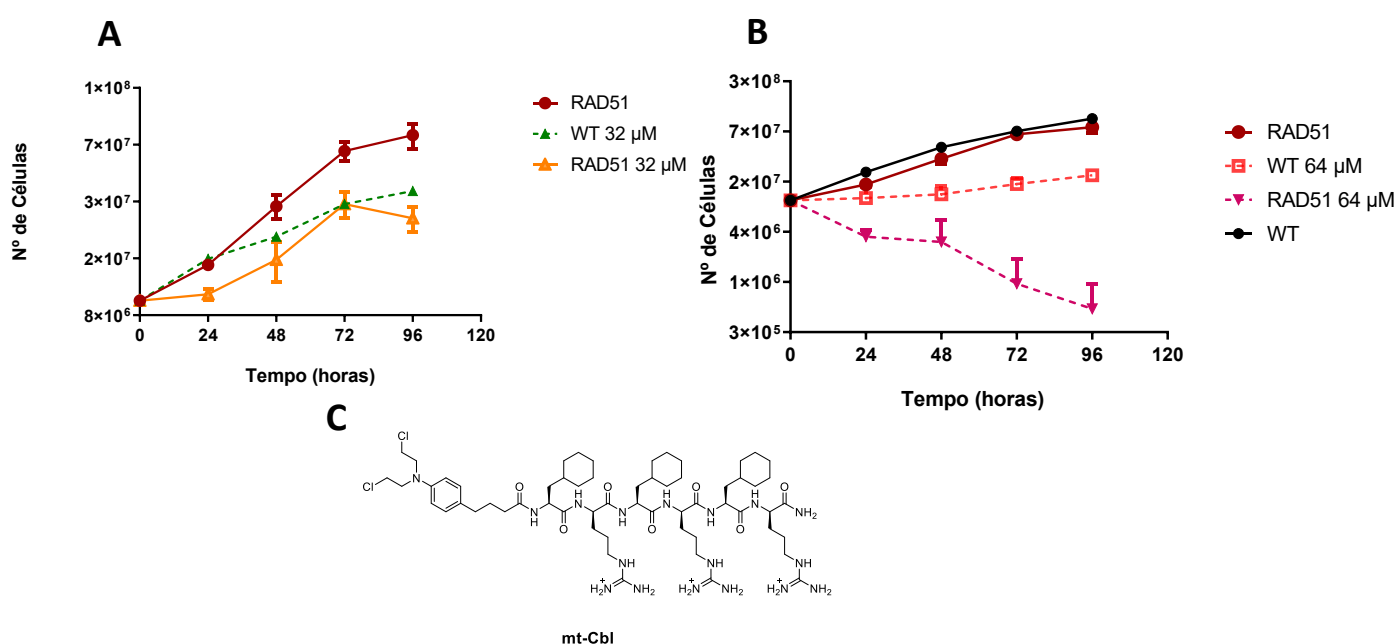 A
Nº de Células
1×10⁸
7×10⁷
3×10⁷
2×10⁷
8×10⁶
0 24 48 72 96 120
Tempo (horas)
RAD51
WT 32 µM
RAD51 32 µM
B
Nº de Células
3×10⁸
7×10⁷
2×10⁷
4×10⁶
1×10⁶
3×10⁵
0 24 48 72 96 120
Tempo (horas)
RAD51
WT 64 µM
RAD51 64 µM
WT
C
Cl
Cl
N
O
N
H
O
H
N
O
N
H
O
H
N
O
N
H
O
H
N
O
NH₂
NH
NH
NH
H₂N⁺ NH₂
H₂N⁺ NH₂
H₂N⁺ NH₂
mt-Cbl